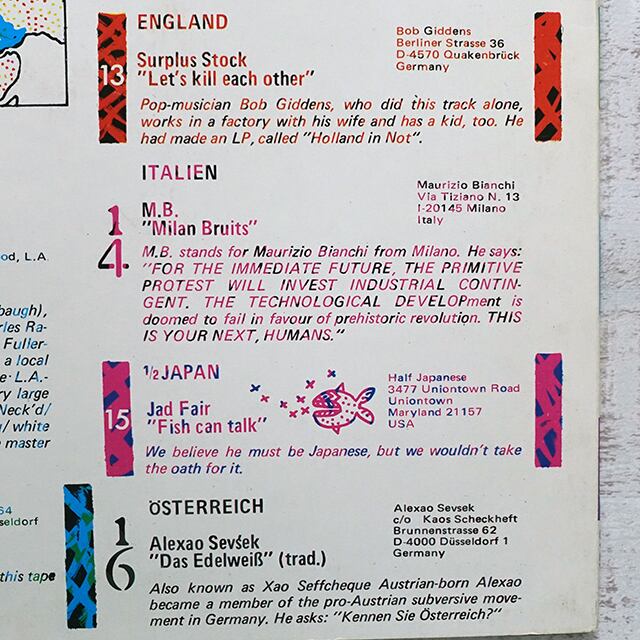 ENGLAND
13
Surplus Stock
"Let's kill each other"
Bob Giddens
Berliner Strasse 36
D-4570 Quakenbrück
Germany
Pop-musician Bob Giddens, who did this track alone,
works in a factory with his wife and has a kid, too. He
had made an LP, called "Holland in Not".
ITALIEN
14
M.B.
"Milan Bruits"
Maurizio Bianchi
Via Tiziano N. 13
I-20145 Milano
Italy
M.B. stands for Maurizio Bianchi from Milano. He says:
"FOR THE IMMEDIATE FUTURE, THE PRIMITIVE
PROTEST WILL INVEST INDUSTRIAL CONTIN-
GENT. THE TECHNOLOGICAL DEVELOPment is
doomed to fail in favour of prehistoric revolution. THIS
IS YOUR NEXT, HUMANS."
½ JAPAN
15
Jad Fair
"Fish can talk"
Half Japanese
3477 Uniontown Road
Uniontown
Maryland 21157
USA
We believe he must be Japanese, but we wouldn't take
the oath for it.
ÖSTERREICH
16
Alexao Sevšek
"Das Edelweiß" (trad.)
Alexao Sevsek
c/o Kaos Scheckheft
Brunnenstrasse 62
D-4000 Düsseldorf 1
Germany
Also known as Xao Seffcheque Austrian-born Alexao
became a member of the pro-Austrian subversive move-
ment in Germany. He asks: "Kennen Sie Österreich?"
od, L.A.
baugh),
rles Ra-
Fuller-
a local
e L.A.-
ry large
Neck'd/
/ white
master
64
seldorf
this tape